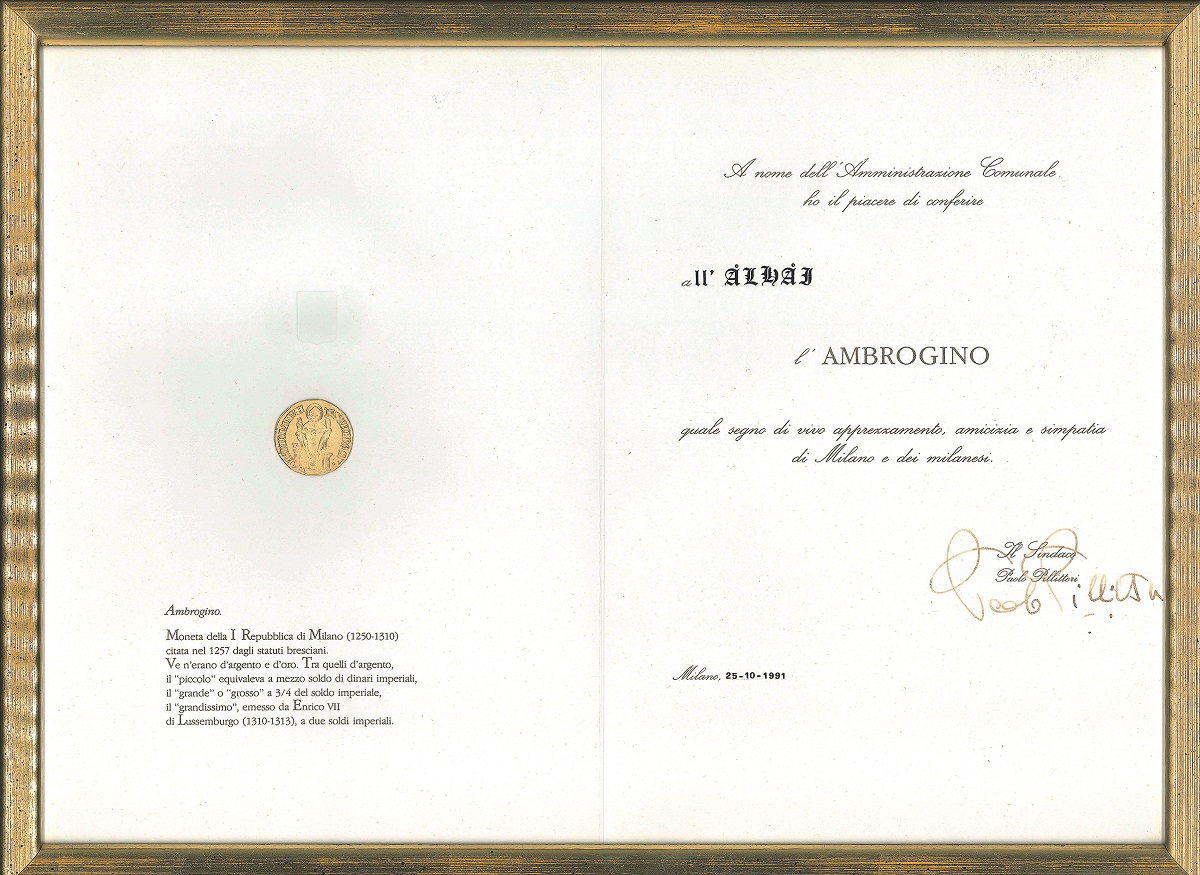 Ambrogino.
Moneta della I Repubblica di Milano (1250-1310)
citata nel 1257 dagli statuti bresciani.
Ve n'erano d'argento e d'oro. Tra quelli d'argento,
il "piccolo" equivaleva a mezzo soldo di dinari imperiali,
il "grande" o "grosso" a 3/4 del soldo imperiale,
il "grandissimo", emesso da Enrico VII
di Lussemburgo (1310-1313), a due soldi imperiali.
A nome dell'Amministrazione Comunale
ho il piacere di conferire
all' ÅLHÅJ
l' AMBROGINO
quale segno di vivo apprezzamento, amicizia e simpatia
di Milano e dei milanesi.
Il Sindaco
Paolo Pillitteri
Paolo Pillitteri
Milano, 25-10-1991